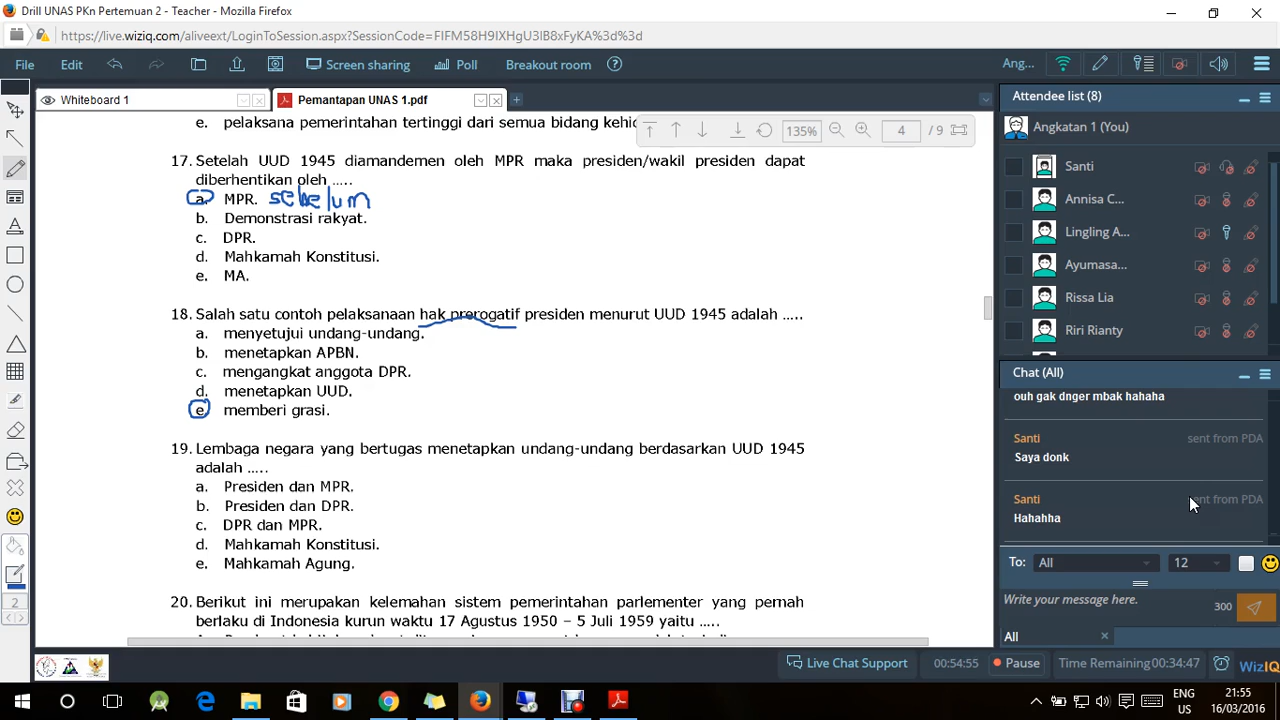 Drill UNAS PKn Pertemuan 2 - Teacher - Mozilla Firefox
https://live.wiziq.com/aliveext/LoginToSession.aspx?SessionCode=FIFM58H9IXHgU3IB8xFyKA%3d%3d
File Edit Screen sharing Poll Breakout room Ang...
Whiteboard 1 Pemantapan UNAS 1.pdf
135% 4 / 9
e. pelaksana pemerintahan tertinggi dari semua bidang
17. Setelah UUD 1945 diamandemen oleh MPR maka presiden/wakil presiden dapat
diberhentikan oleh .....
a. MPR. sebelum
b. Demonstrasi rakyat.
c. DPR.
d. Mahkamah Konstitusi.
e. MA.
18. Salah satu contoh pelaksanaan hak prerogatif presiden menurut UUD 1945 adalah .....
a. menyetujui undang-undang.
b. menetapkan APBN.
c. mengangkat anggota DPR.
d. menetapkan UUD.
e. memberi grasi.
19. Lembaga negara yang bertugas menetapkan undang-undang berdasarkan UUD 1945
adalah .....
a. Presiden dan MPR.
b. Presiden dan DPR.
c. DPR dan MPR.
d. Mahkamah Konstitusi.
e. Mahkamah Agung.
20. Berikut ini merupakan kelemahan sistem pemerintahan parlementer yang pernah
berlaku di Indonesia kurun waktu 17 Agustus 1950 – 5 Juli 1959 yaitu .....
2
Attendee list (8)
Angkatan 1 (You)
Santi
Annisa C...
Lingling A...
Ayumasa...
Rissa Lia
Riri Rianty
Chat (All)
ouh gak dnger mbak hahaha
Santi sent from PDA
Saya donk
Santi sent from PDA
Hahahha
To: All 12
Write your message here. 300
All
Live Chat Support 00:54:55 Pause Time Remaining 00:34:47 WizIQ
ENG 21:55
US 16/03/2016